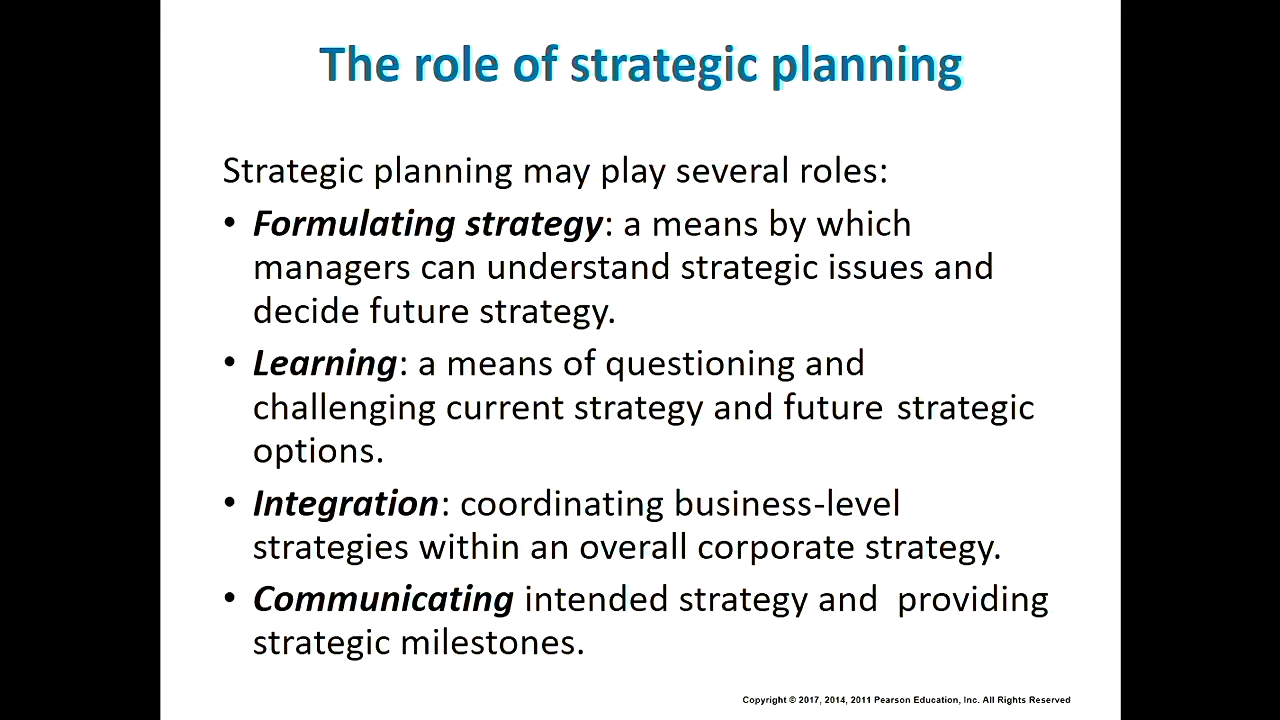 The role of strategic planning
Strategic planning may play several roles:
• Formulating strategy: a means by which
managers can understand strategic issues and
decide future strategy.
• Learning: a means of questioning and
challenging current strategy and future strategic
options.
• Integration: coordinating business-level
strategies within an overall corporate strategy.
• Communicating intended strategy and  providing
strategic milestones.
Copyright © 2017, 2014, 2011 Pearson Education, Inc. All Rights Reserved